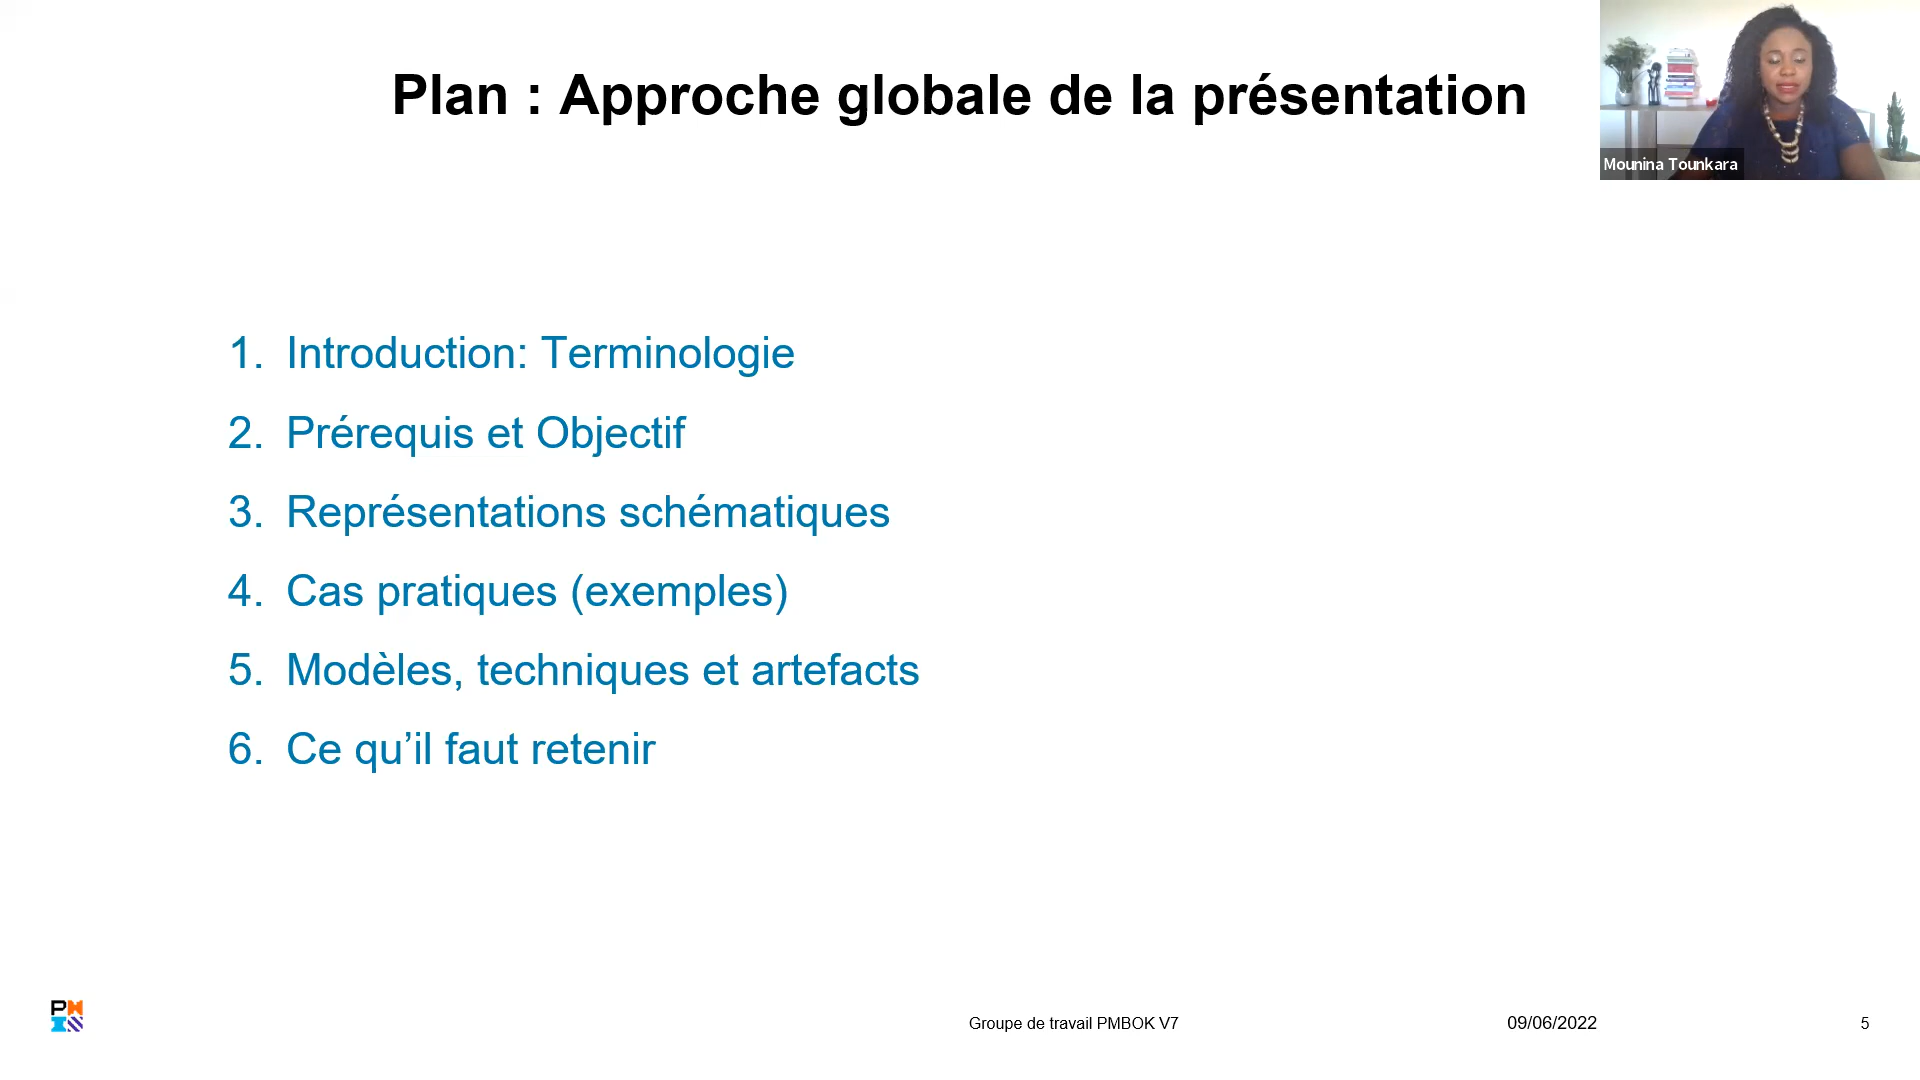 Plan : Approche globale de la présentation
Mounina Tounkara
1. Introduction: Terminologie
2. Prérequis et Objectif
3. Représentations schématiques
4. Cas pratiques (exemples)
5. Modèles, techniques et artefacts
6. Ce qu’il faut retenir
Groupe de travail PMBOK V7
09/06/2022
5